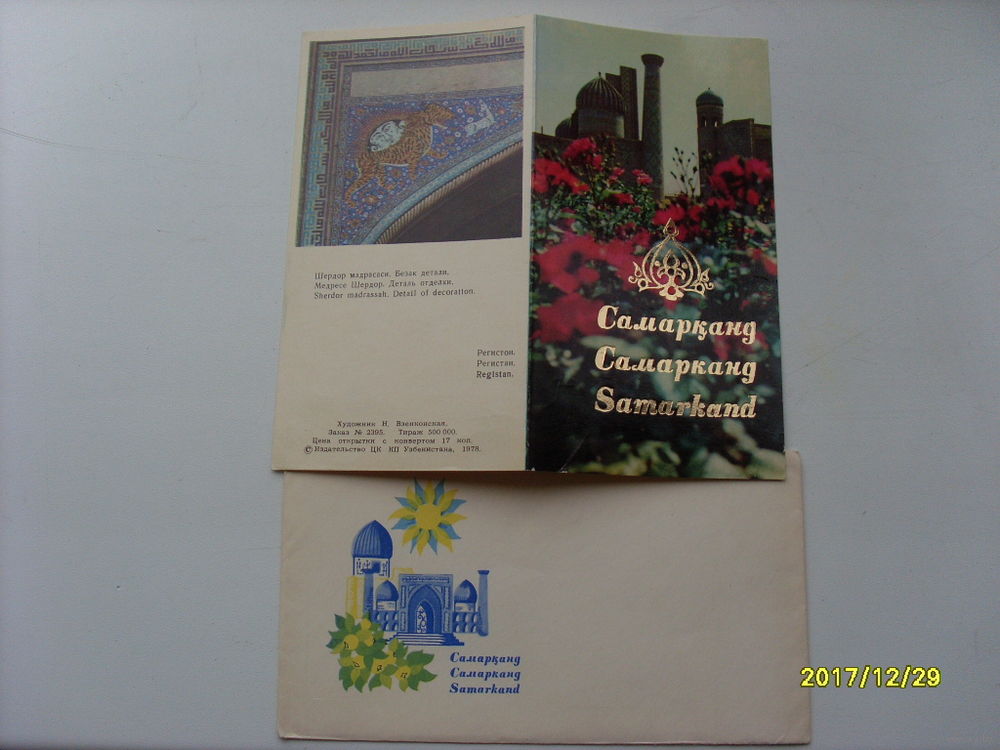 Шердор мадрасаси. Безак детали.
Медресе Шердор. Деталь отделки.
Sherdor madrassah. Detail of decoration.
Регистон.
Регистан.
Registan.
Художник Н. Взенконская.
Заказ № 2395. Тираж 500 000.
Цена открытки с конвертом 17 коп.
© Издательство ЦК КП Узбекистана, 1978.
Самарқанд
Самарканд
Samarkand
Самарқанд
Самарканд
Samarkand
2017/12/29